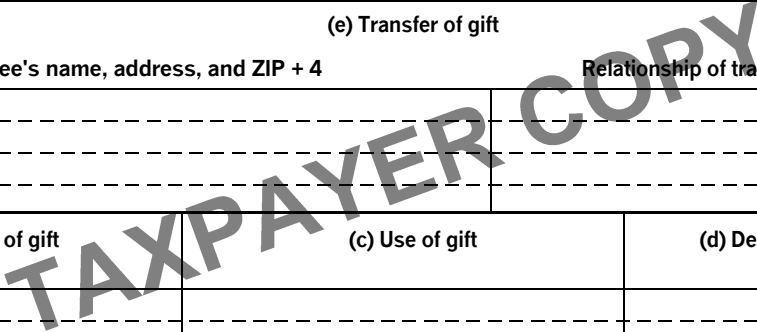 (e) Transfer of gift
ee's name, address, and ZIP + 4 Relationship of tra
TAXPAYER COPY
of gift (c) Use of gift (d) De